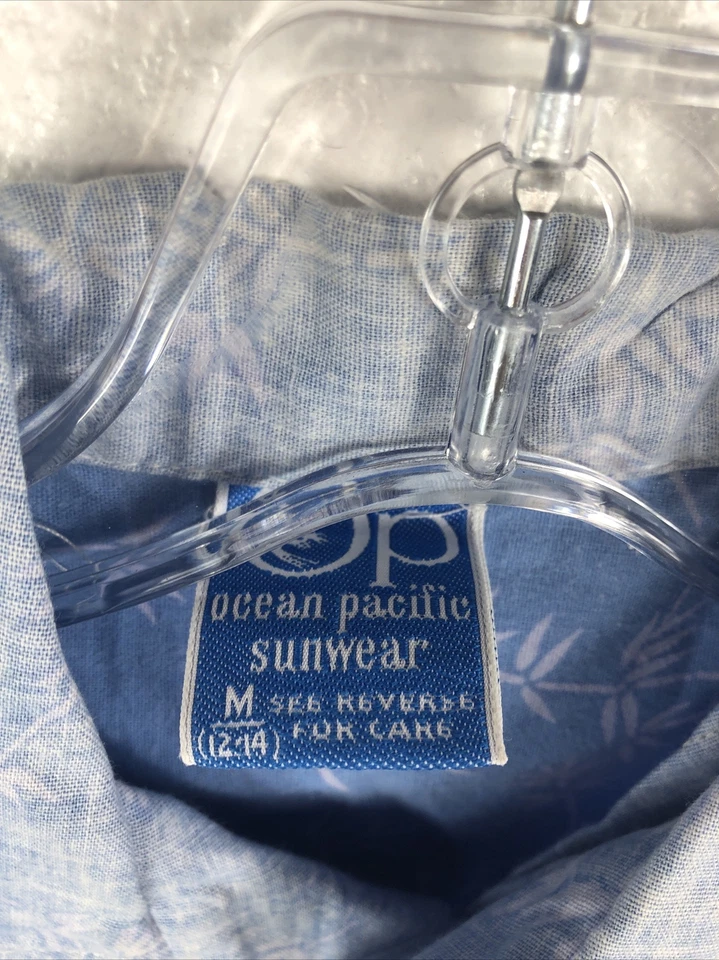 Op
ocean pacific
sunwear
M SEE REVERSE
(12-14) FOR CARE